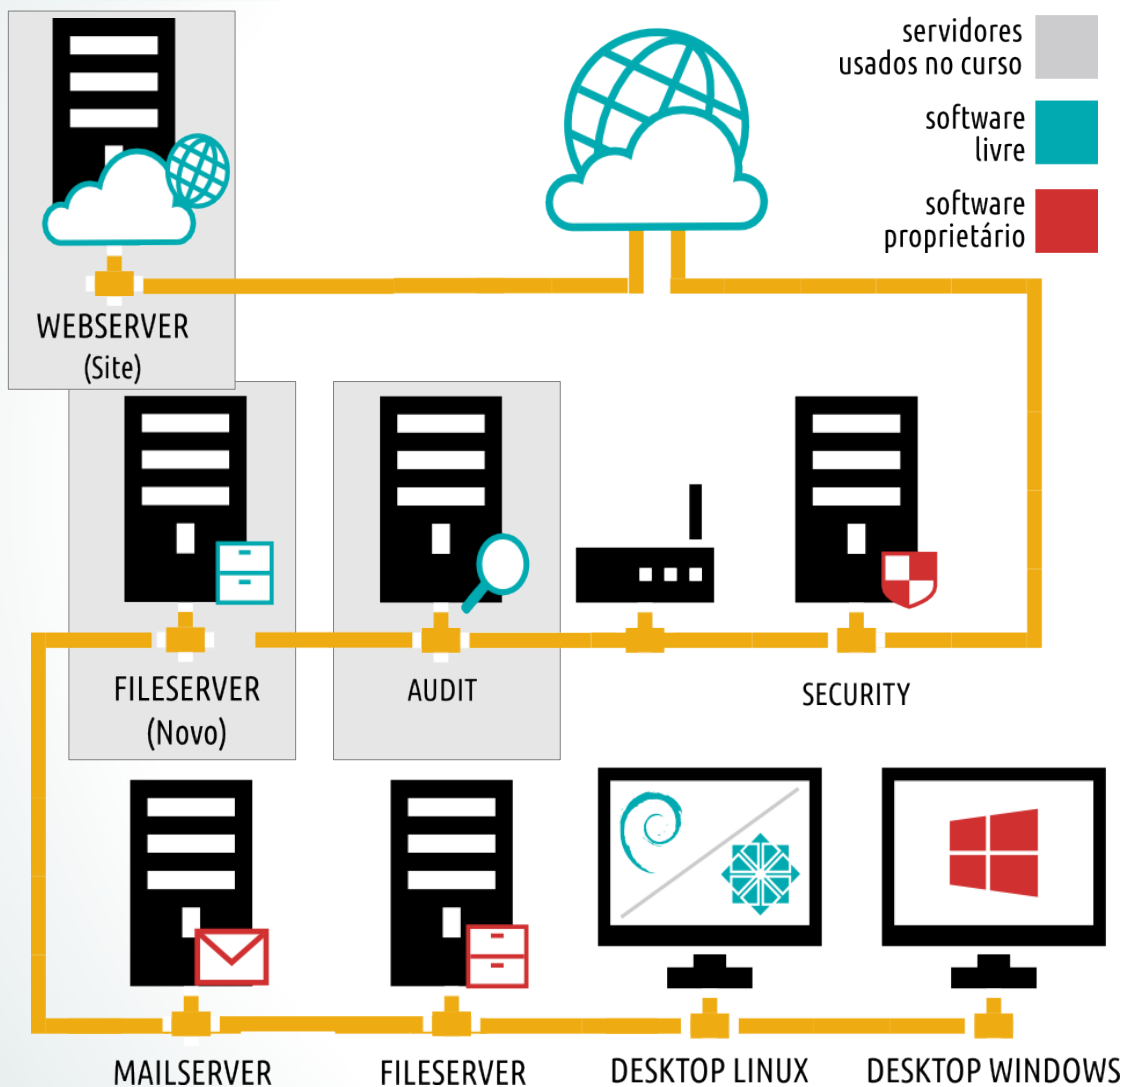 servidores
usados no curso
software
livre
software
proprietário
WEBSERVER
(Site)
FILESERVER
(Novo)
AUDIT
SECURITY
MAILSERVER
FILESERVER
DESKTOP LINUX
DESKTOP WINDOWS